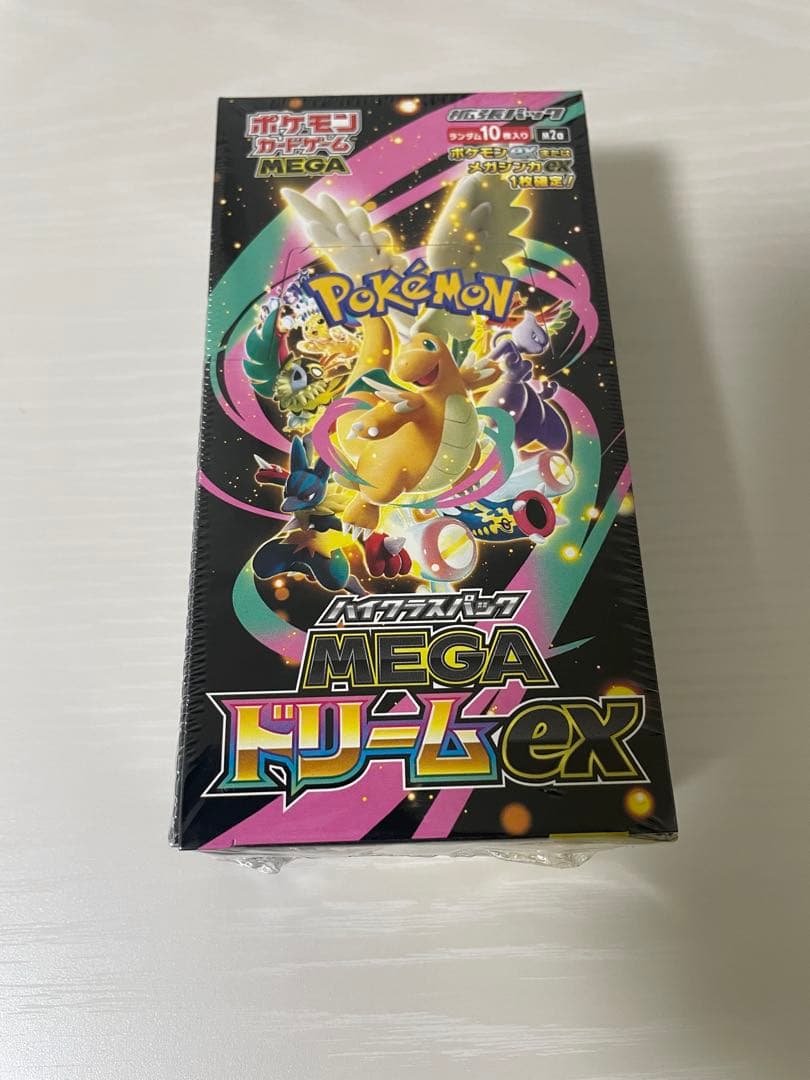 ポケモン
カードゲーム
MEGA
拡張パック
ランダム10枚入り
ポケモンexまたは
メガシンカex
1枚確定!
POKéMON
ハイクラスパック
MEGA
ドリームex